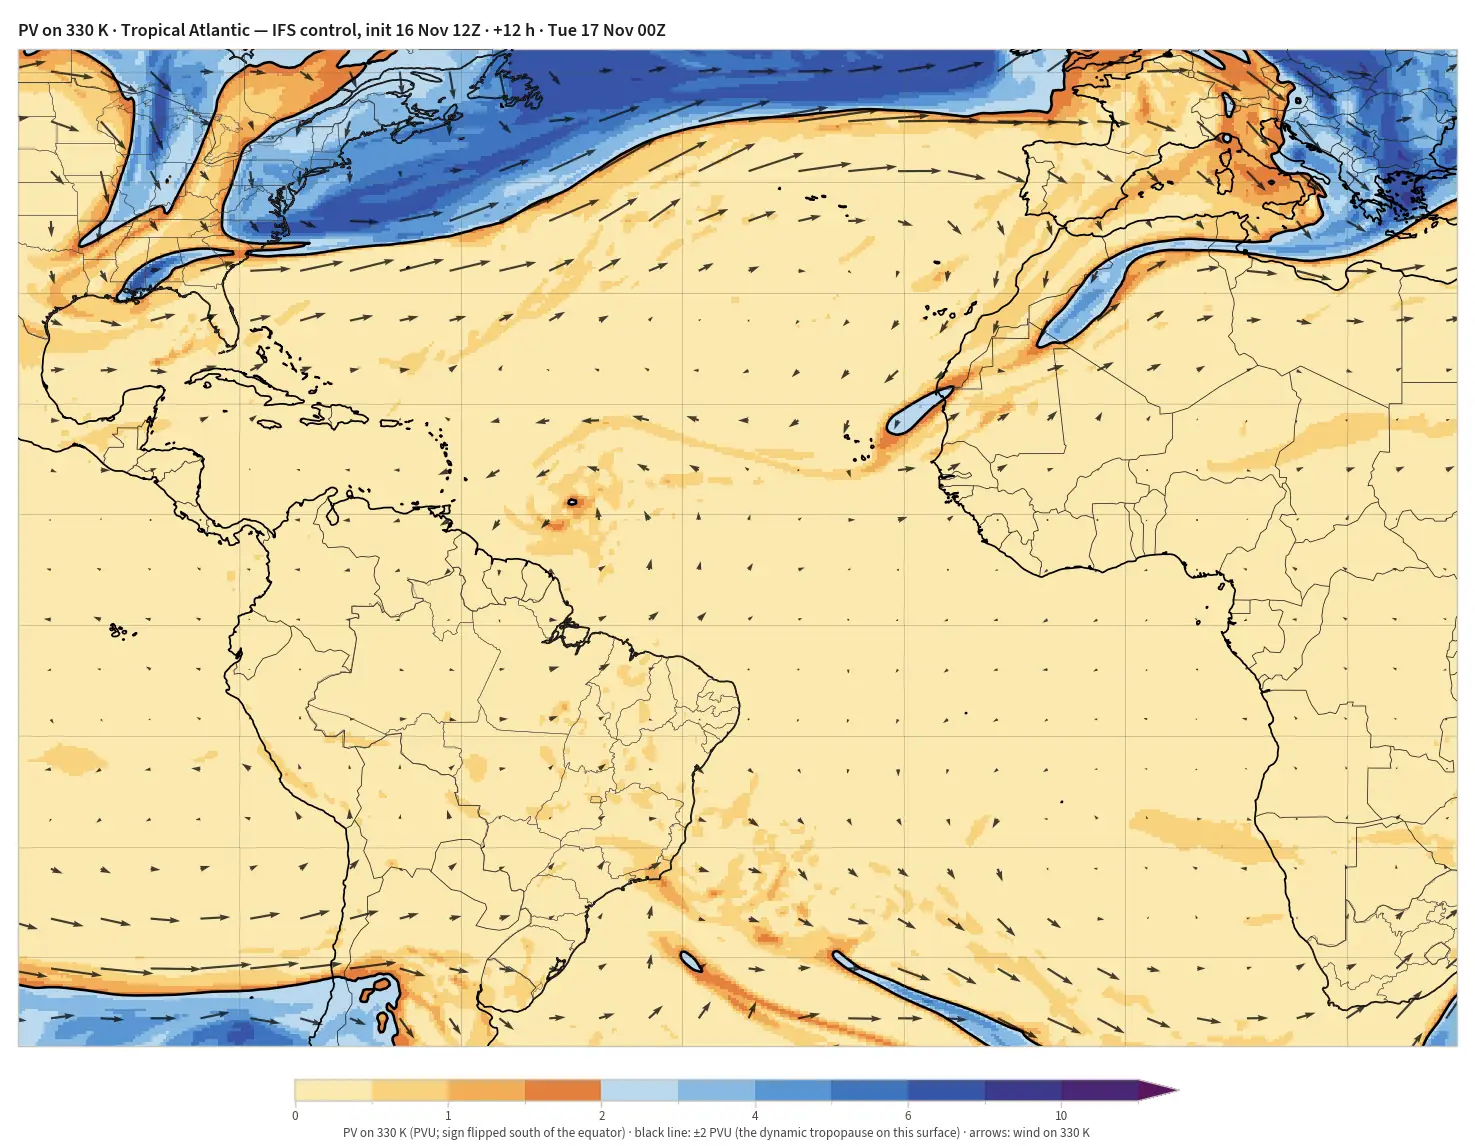 PV on 330 K · Tropical Atlantic — IFS control, init 16 Nov 12Z · +12 h · Tue 17 Nov 00Z
0 1 2 4 6 10
PV on 330 K (PVU; sign flipped south of the equator) · black line: ±2 PVU (the dynamic tropopause on this surface) · arrows: wind on 330 K